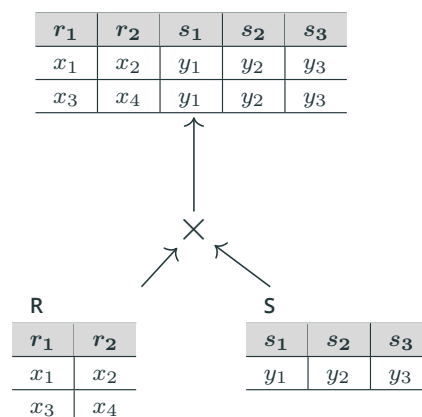 r₁ r₂ s₁ s₂ s₃
x₁ x₂ y₁ y₂ y₃
x₃ x₄ y₁ y₂ y₃
×
R S
r₁ r₂ s₁ s₂ s₃
x₁ x₂ y₁ y₂ y₃
x₃ x₄